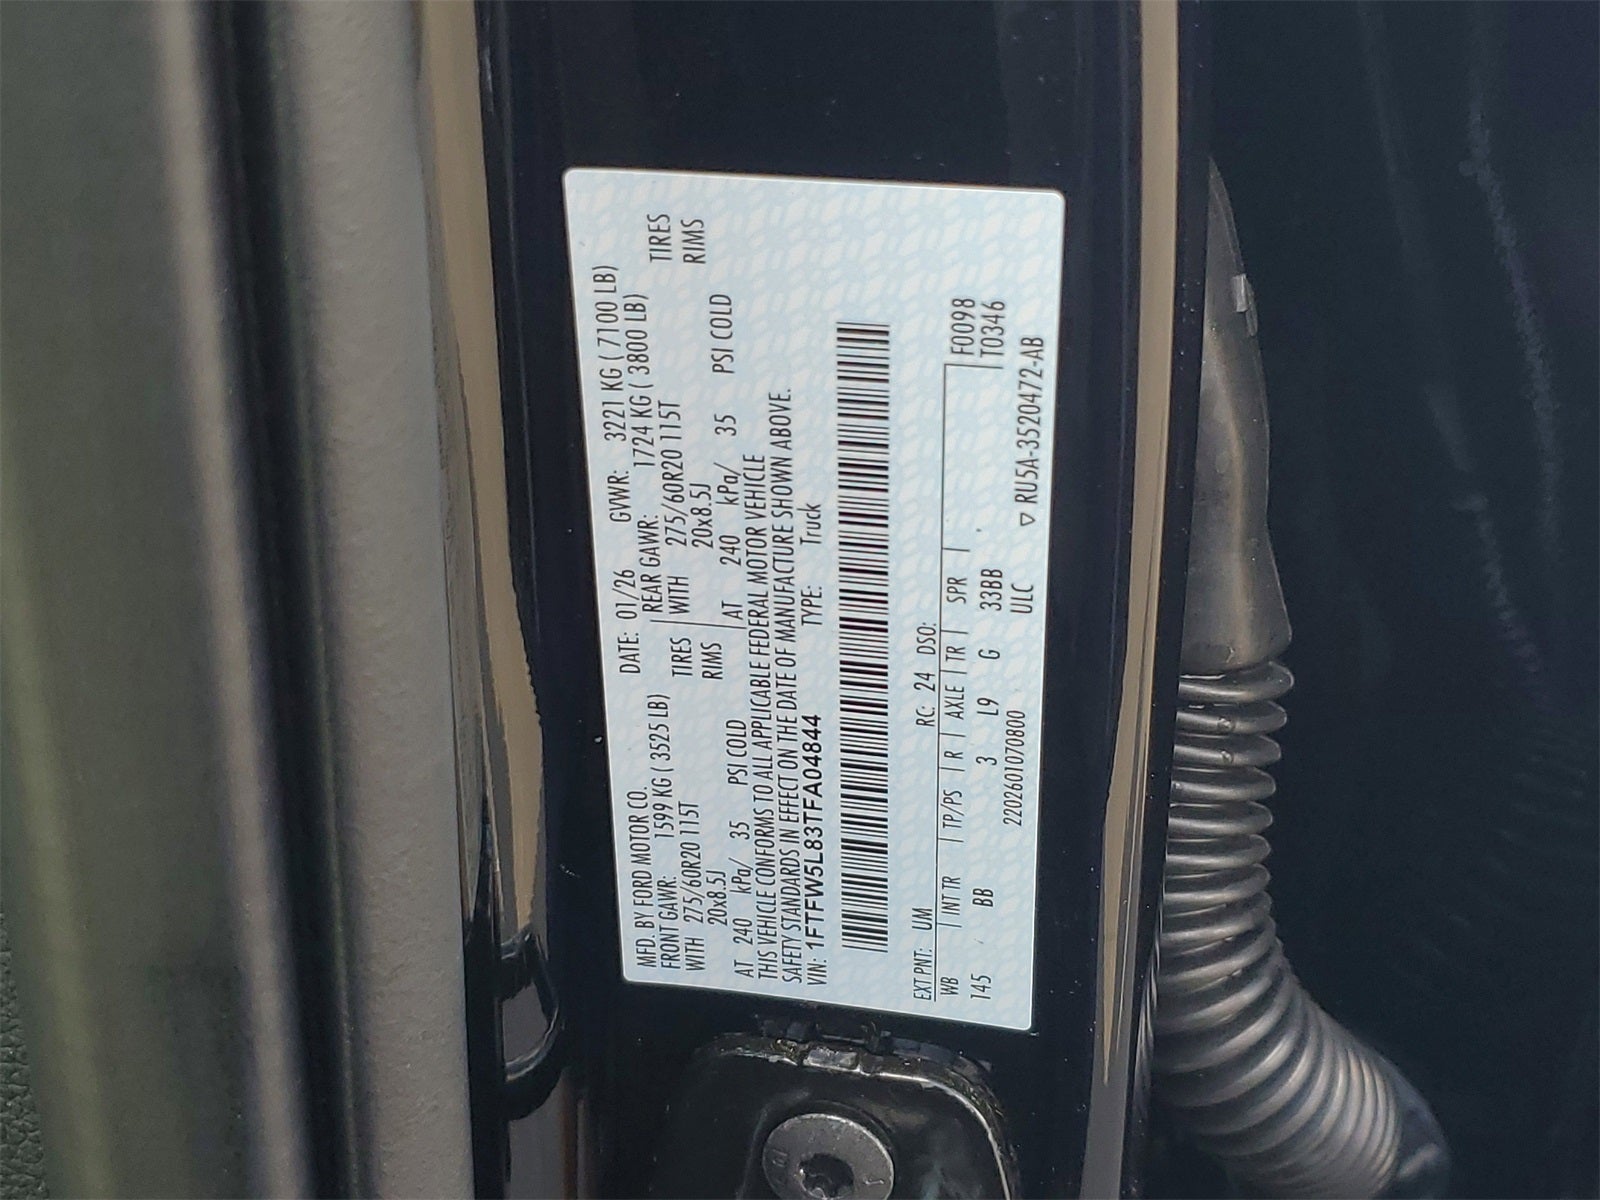 MFD. BY FORD MOTOR CO. DATE: 01/26 GVWR: 3221 KG ( 7100 LB)
FRONT GAWR: 1599 KG ( 3525 LB) REAR GAWR: 1724 KG ( 3800 LB)
WITH 275/60R20 115T TIRES WITH 275/60R20 115T TIRES
20x8.5J RIMS 20x8.5J RIMS
AT 240 kPa/ 35 PSI COLD AT 240 kPa/ 35 PSI COLD
THIS VEHICLE CONFORMS TO ALL APPLICABLE FEDERAL MOTOR VEHICLE
SAFETY STANDARDS IN EFFECT ON THE DATE OF MANUFACTURE SHOWN ABOVE.
VIN: 1FTFW5L83TFA04844 TYPE: Truck
EXT PNT: UM RC: 24 DSO:
WB INT TR TP/PS R AXLE TR SPR F0098
145 BB 3 L9 G 33BB T0346
2202601070800 ULC ▽ RU5A-3520472-AB